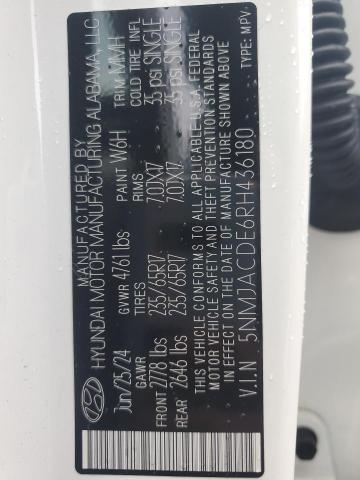 MANUFACTURED BY
HYUNDAI MOTOR MANUFACTURING ALABAMA, LLC
Jun/25/24 GVWR 4761 lbs PAINT W6H TRIM MMH
GAWR TIRES RIMS COLD TIRE INFL
FRONT 2778 lbs 235/65R17 7.0JX17 35 psi SINGLE
REAR 2646 lbs 235/65R17 7.0JX17 35 psi SINGLE
THIS VEHICLE CONFORMS TO ALL APPLICABLE U.S.A. FEDERAL
MOTOR VEHICLE SAFETY AND THEFT PREVENTION STANDARDS
IN EFFECT ON THE DATE OF MANUFACTURE SHOWN ABOVE
V.I.N 5NMJACDE6RH436180 TYPE: MPV